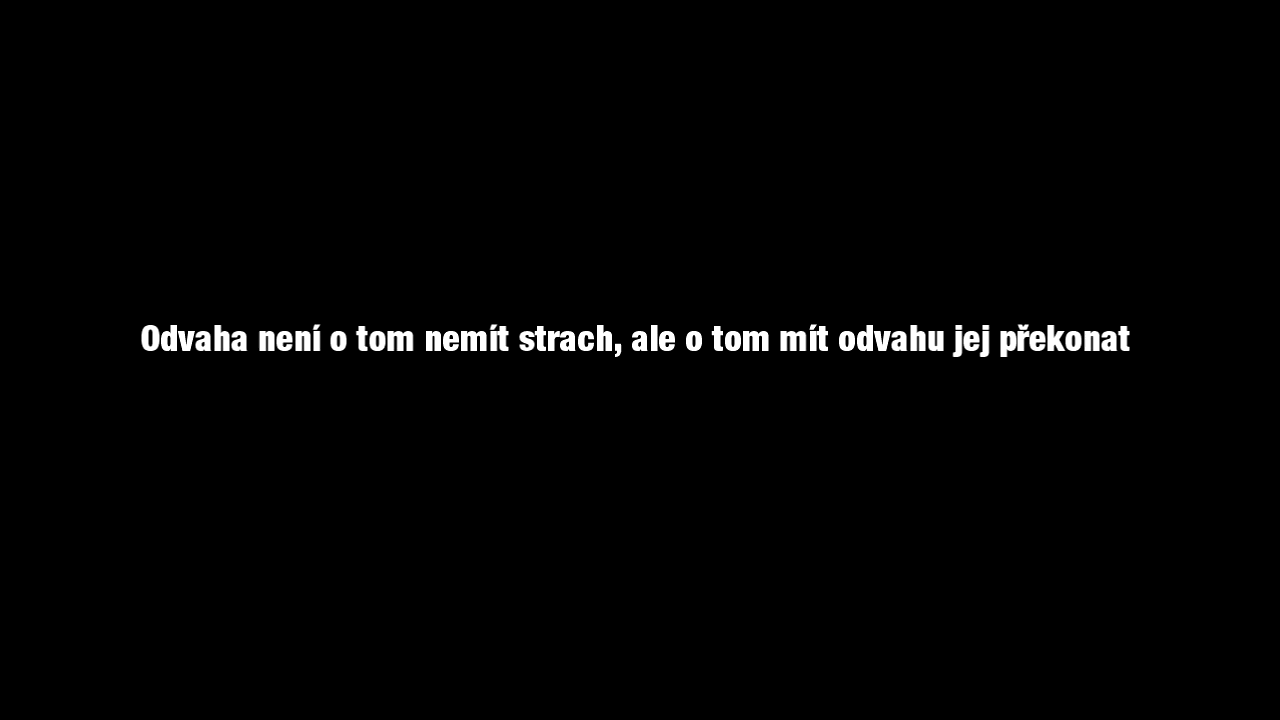 Odvaha není o tom nemít strach, ale o tom mít odvahu jej překonat